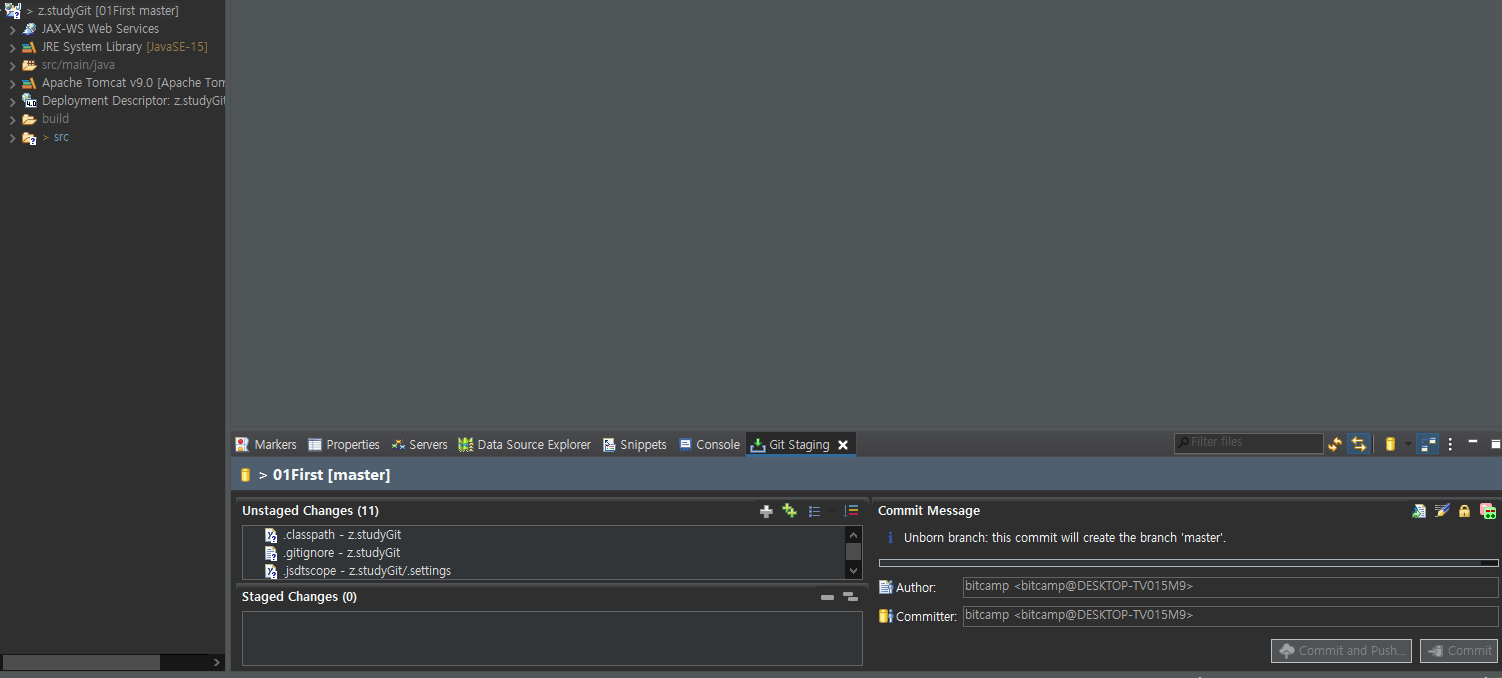 > z.studyGit [01First master]
JAX-WS Web Services
JRE System Library [JavaSE-15]
src/main/java
Apache Tomcat v9.0 [Apache Tom
Deployment Descriptor: z.studyGit
build
> src
Markers Properties Servers Data Source Explorer Snippets Console Git Staging
Filter files
> 01First [master]
Unstaged Changes (11)
.classpath - z.studyGit
.gitignore - z.studyGit
.jsdtscope - z.studyGit/.settings
Staged Changes (0)
Commit Message
Unborn branch: this commit will create the branch 'master'.
Author: bitcamp <bitcamp@DESKTOP-TV015M9>
Committer: bitcamp <bitcamp@DESKTOP-TV015M9>
Commit and Push... Commit